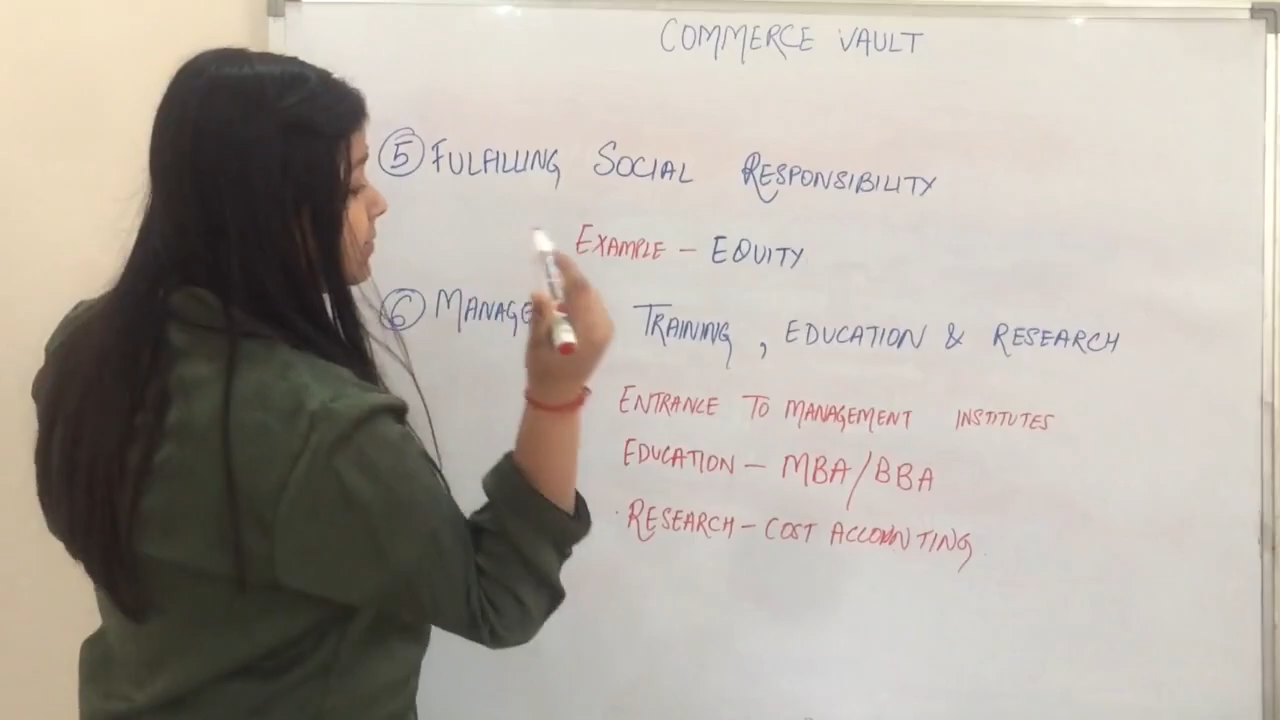 COMMERCE VAULT
5 FULFILLING SOCIAL RESPONSIBILITY
EXAMPLE - EQUITY
6 MANAGE TRAINING, EDUCATION & RESEARCH
ENTRANCE TO MANAGEMENT INSTITUTES
EDUCATION - MBA/BBA
RESEARCH - COST ACCOUNTING